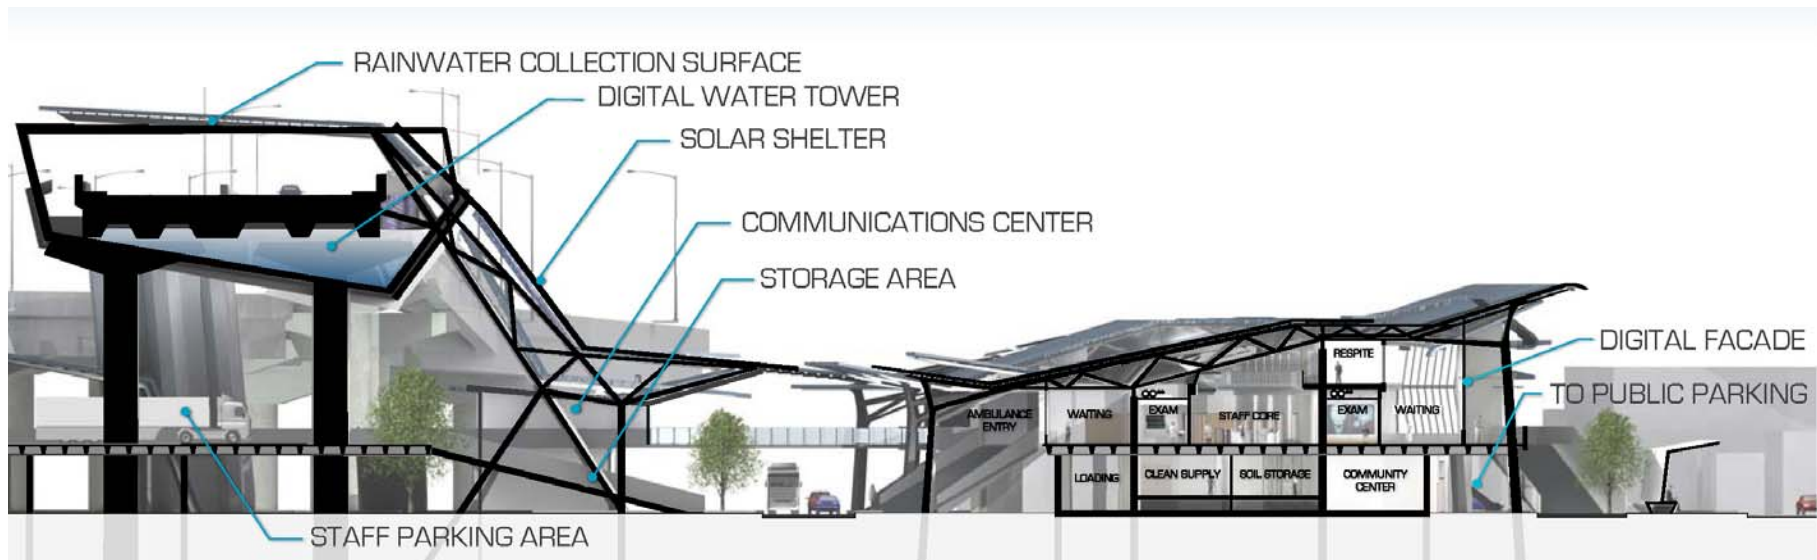 RAINWATER COLLECTION SURFACE
DIGITAL WATER TOWER
SOLAR SHELTER
COMMUNICATIONS CENTER
STORAGE AREA
DIGITAL FACADE
TO PUBLIC PARKING
RESPITE
AMBULANCE
ENTRY
WAITING
EXAM
STAFF CORE
EXAM
WAITING
LOADING
CLEAN SUPPLY
SOIL STORAGE
COMMUNITY
CENTER
STAFF PARKING AREA